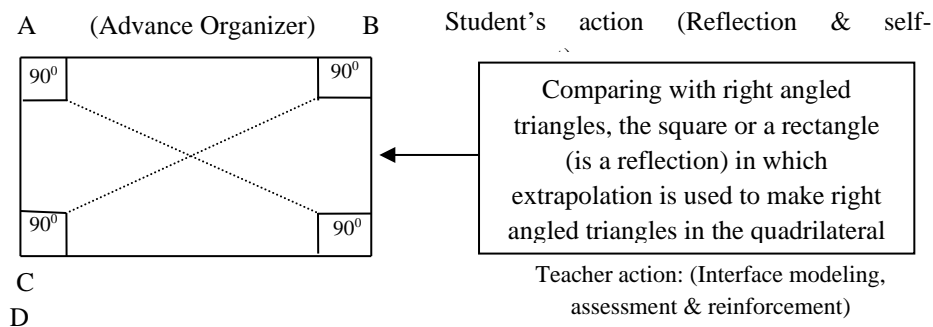 A (Advance Organizer) B
Student's action (Reflection & self-
90⁰ 90⁰
Comparing with right angled
triangles, the square or a rectangle
(is a reflection) in which
extrapolation is used to make right
angled triangles in the quadrilateral
90⁰ 90⁰
Teacher action: (Interface modeling,
assessment & reinforcement)
C
D